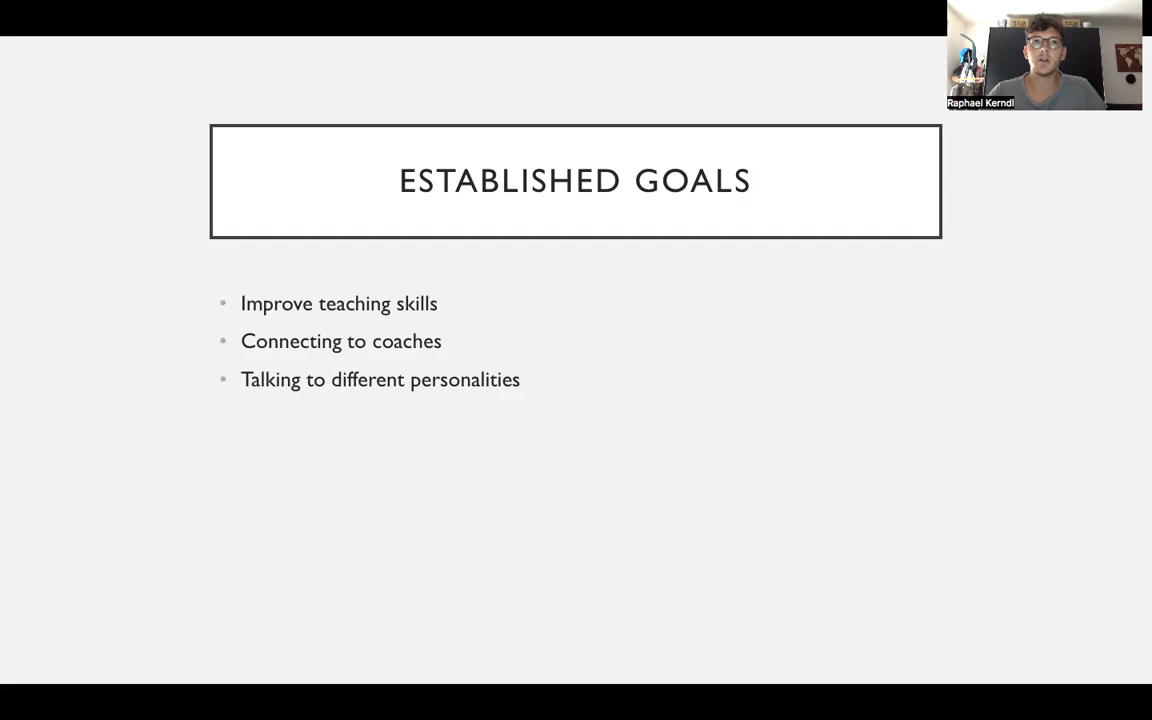 Raphael Kerndl
ESTABLISHED GOALS
• Improve teaching skills
• Connecting to coaches
• Talking to different personalities